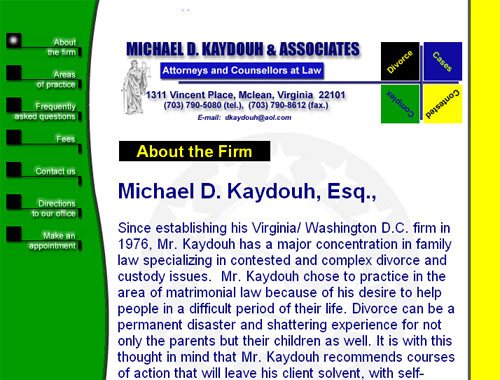 About
the firm
Areas
of practice
Frequently
asked questions
Fees
Contact us
Directions
to our office
Make an
appointment
MICHAEL D. KAYDOUH & ASSOCIATES
Attorneys and Counsellors at Law
1311 Vincent Place, Mclean, Virginia 22101
(703) 790-5080 (tel.), (703) 790-8612 (fax.)
E-mail: dkaydouh@aol.com
Divorce
Cases
Complex
Contested
About the Firm
Michael D. Kaydouh, Esq.,
Since establishing his Virginia/ Washington D.C. firm in
1976, Mr. Kaydouh has a major concentration in family
law specializing in contested and complex divorce and
custody issues. Mr. Kaydouh chose to practice in the
area of matrimonial law because of his desire to help
people in a difficult period of their life. Divorce can be a
permanent disaster and shattering experience for not
only the parents but their children as well. It is with this
thought in mind that Mr. Kaydouh recommends courses
of action that will leave his client solvent, with self-